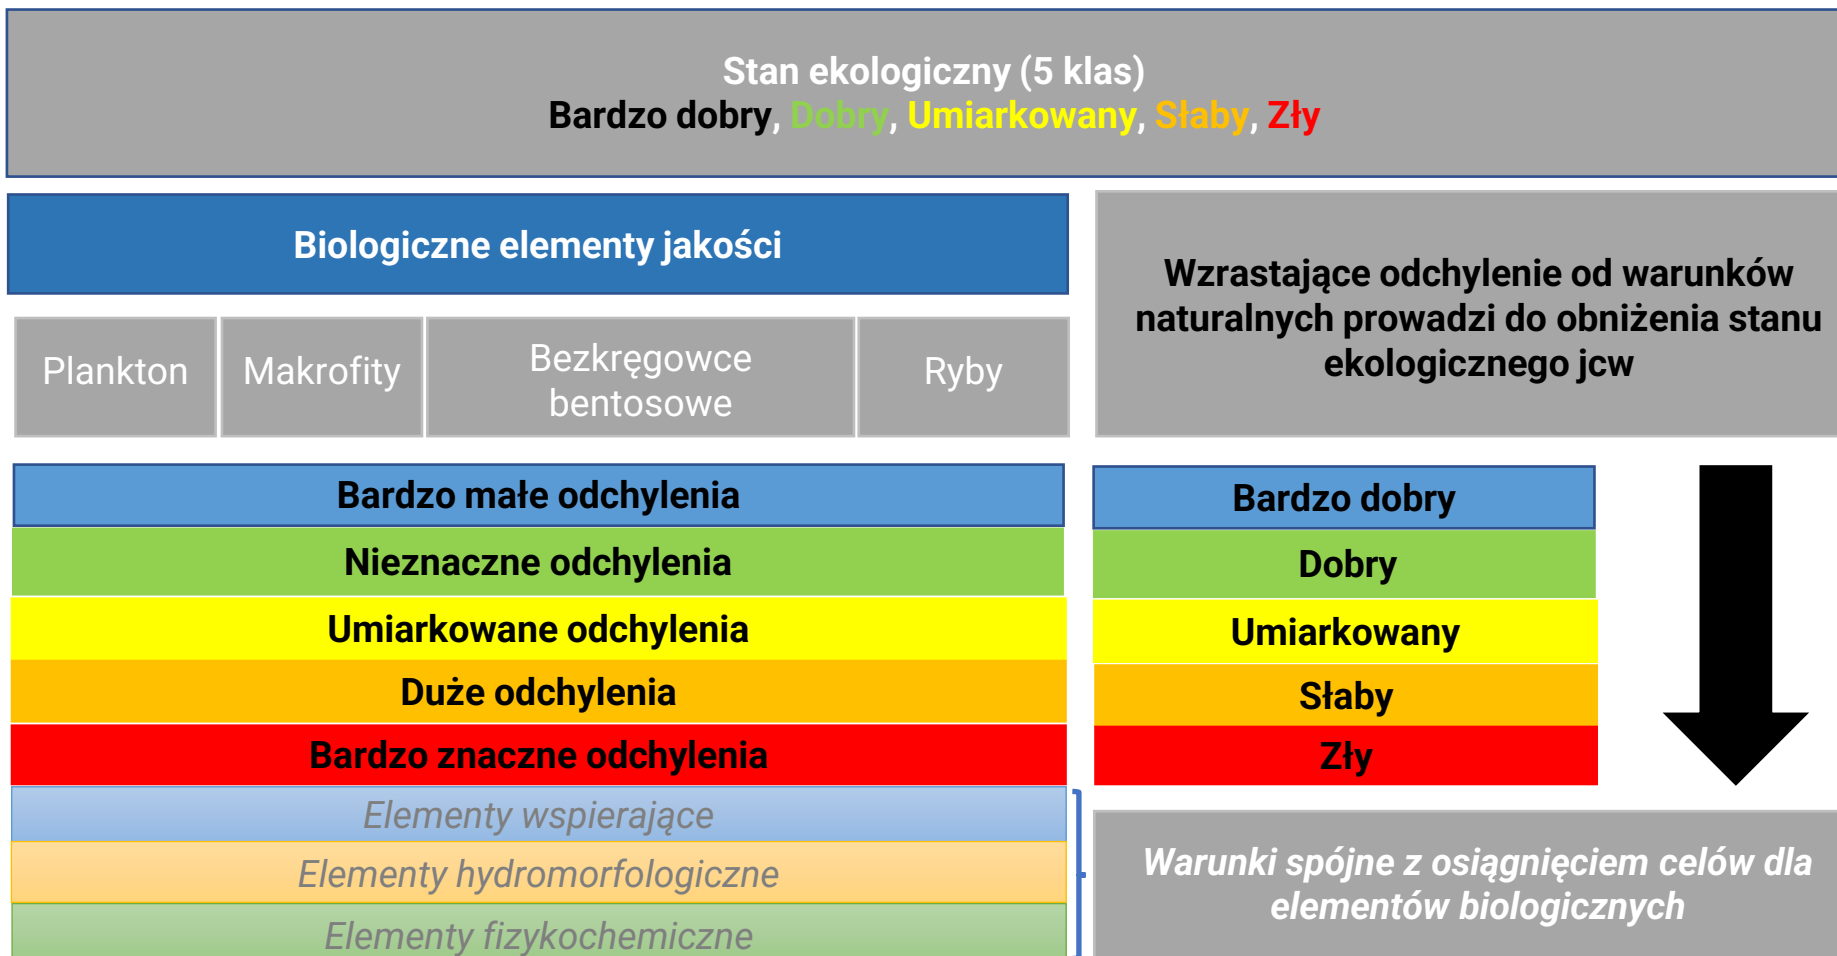 Stan ekologiczny (5 klas)
Bardzo dobry, Dobry, Umiarkowany, Słaby, Zły
Biologiczne elementy jakości
Wzrastające odchylenie od warunków
naturalnych prowadzi do obniżenia stanu
ekologicznego jcw
Plankton
Makrofity
Bezkręgowce
bentosowe
Ryby
Bardzo małe odchylenia
Bardzo dobry
Nieznaczne odchylenia
Dobry
Umiarkowane odchylenia
Umiarkowany
Duże odchylenia
Słaby
Bardzo znaczne odchylenia
Zły
Elementy wspierające
Elementy hydromorfologiczne
Elementy fizykochemiczne
Warunki spójne z osiągnięciem celów dla
elementów biologicznych